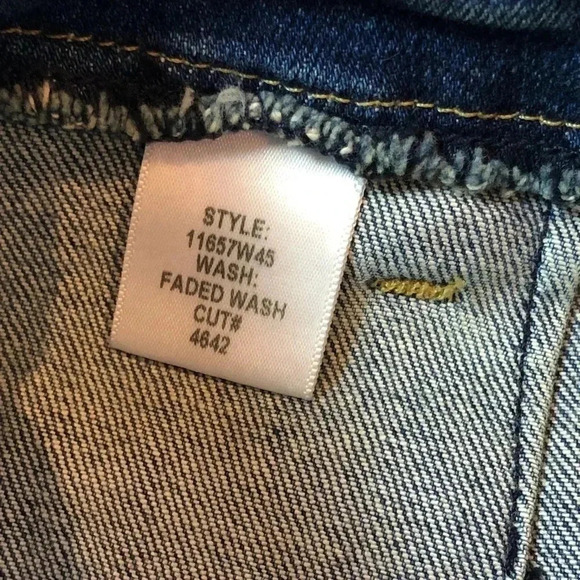 STYLE:
11657W45
WASH:
FADED WASH
CUT#
4642